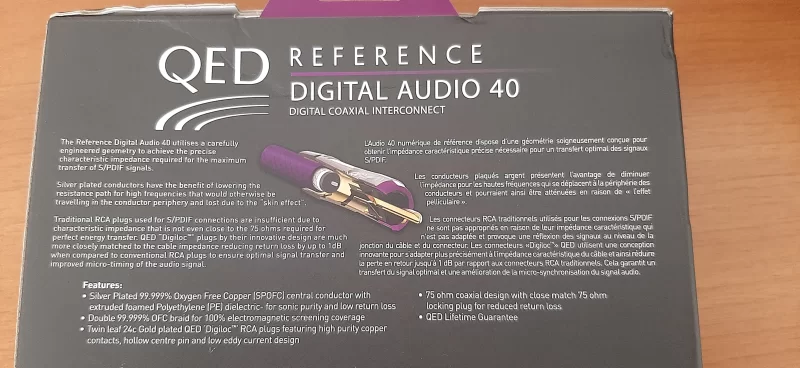 QED
REFERENCE
DIGITAL AUDIO 40
DIGITAL COAXIAL INTERCONNECT
The Reference Digital Audio 40 utilises a carefully
engineered geometry to achieve the precise
characteristic impedance required for the maximum
transfer of S/PDIF signals.
Silver plated conductors have the benefit of lowering the
resistance path for high frequencies that would otherwise be
travelling in the conductor periphery and lost due to the "skin effect".
Traditional RCA plugs used for S/PDIF connections are insufficient due to
characteristic impedance that is not even close to the 75 ohms required for
perfect energy transfer. QED "Digiloc™" plugs by their innovative design are much
more closely matched to the cable impedance reducing return loss by up to 1dB
when compared to conventional RCA plugs to ensure optimal signal transfer and
improved micro-timing of the audio signal.
L'Audio 40 numérique de référence dispose d'une géométrie soigneusement conçue pour
obtenir l'impédance caractéristique précise nécessaire pour un transfert optimal des signaux
S/PDIF.
Les conducteurs plaqués argent présentent l'avantage de diminuer
l'impédance pour les hautes fréquences qui se déplacent à la périphérie des
conducteurs et pourraient ainsi être atténuées en raison de « l'effet
pelliculaire ».
Les connecteurs RCA traditionnels utilisés pour les connexions S/PDIF
ne sont pas appropriés en raison de leur impédance caractéristique qui
n'est pas adaptée et provoque une réflexion des signaux au niveau de la
jonction du câble et du connecteur. Les connecteurs «Digiloc™» QED utilisent une conception
innovante pour s'adapter plus précisément à l'impédance caractéristique du câble et ainsi réduire
la perte en retour jusqu'à 1 dB par rapport aux connecteurs RCA traditionnels. Cela garantit un
transfert du signal optimal et une amélioration de la micro-synchronisation du signal audio.
Features:
• Silver Plated 99.999% Oxygen Free Copper (SPOFC) central conductor with
extruded foamed Polyethylene (PE) dielectric- for sonic purity and low return loss
• Double 99.999% OFC braid for 100% electromagnetic screening coverage
• Twin leaf 24c Gold plated QED "Digiloc™" RCA plugs featuring high purity copper
contacts, hollow centre pin and low eddy current design
• 75 ohm coaxial design with close match 75 ohm
locking plug for reduced return loss
• QED Lifetime Guarantee